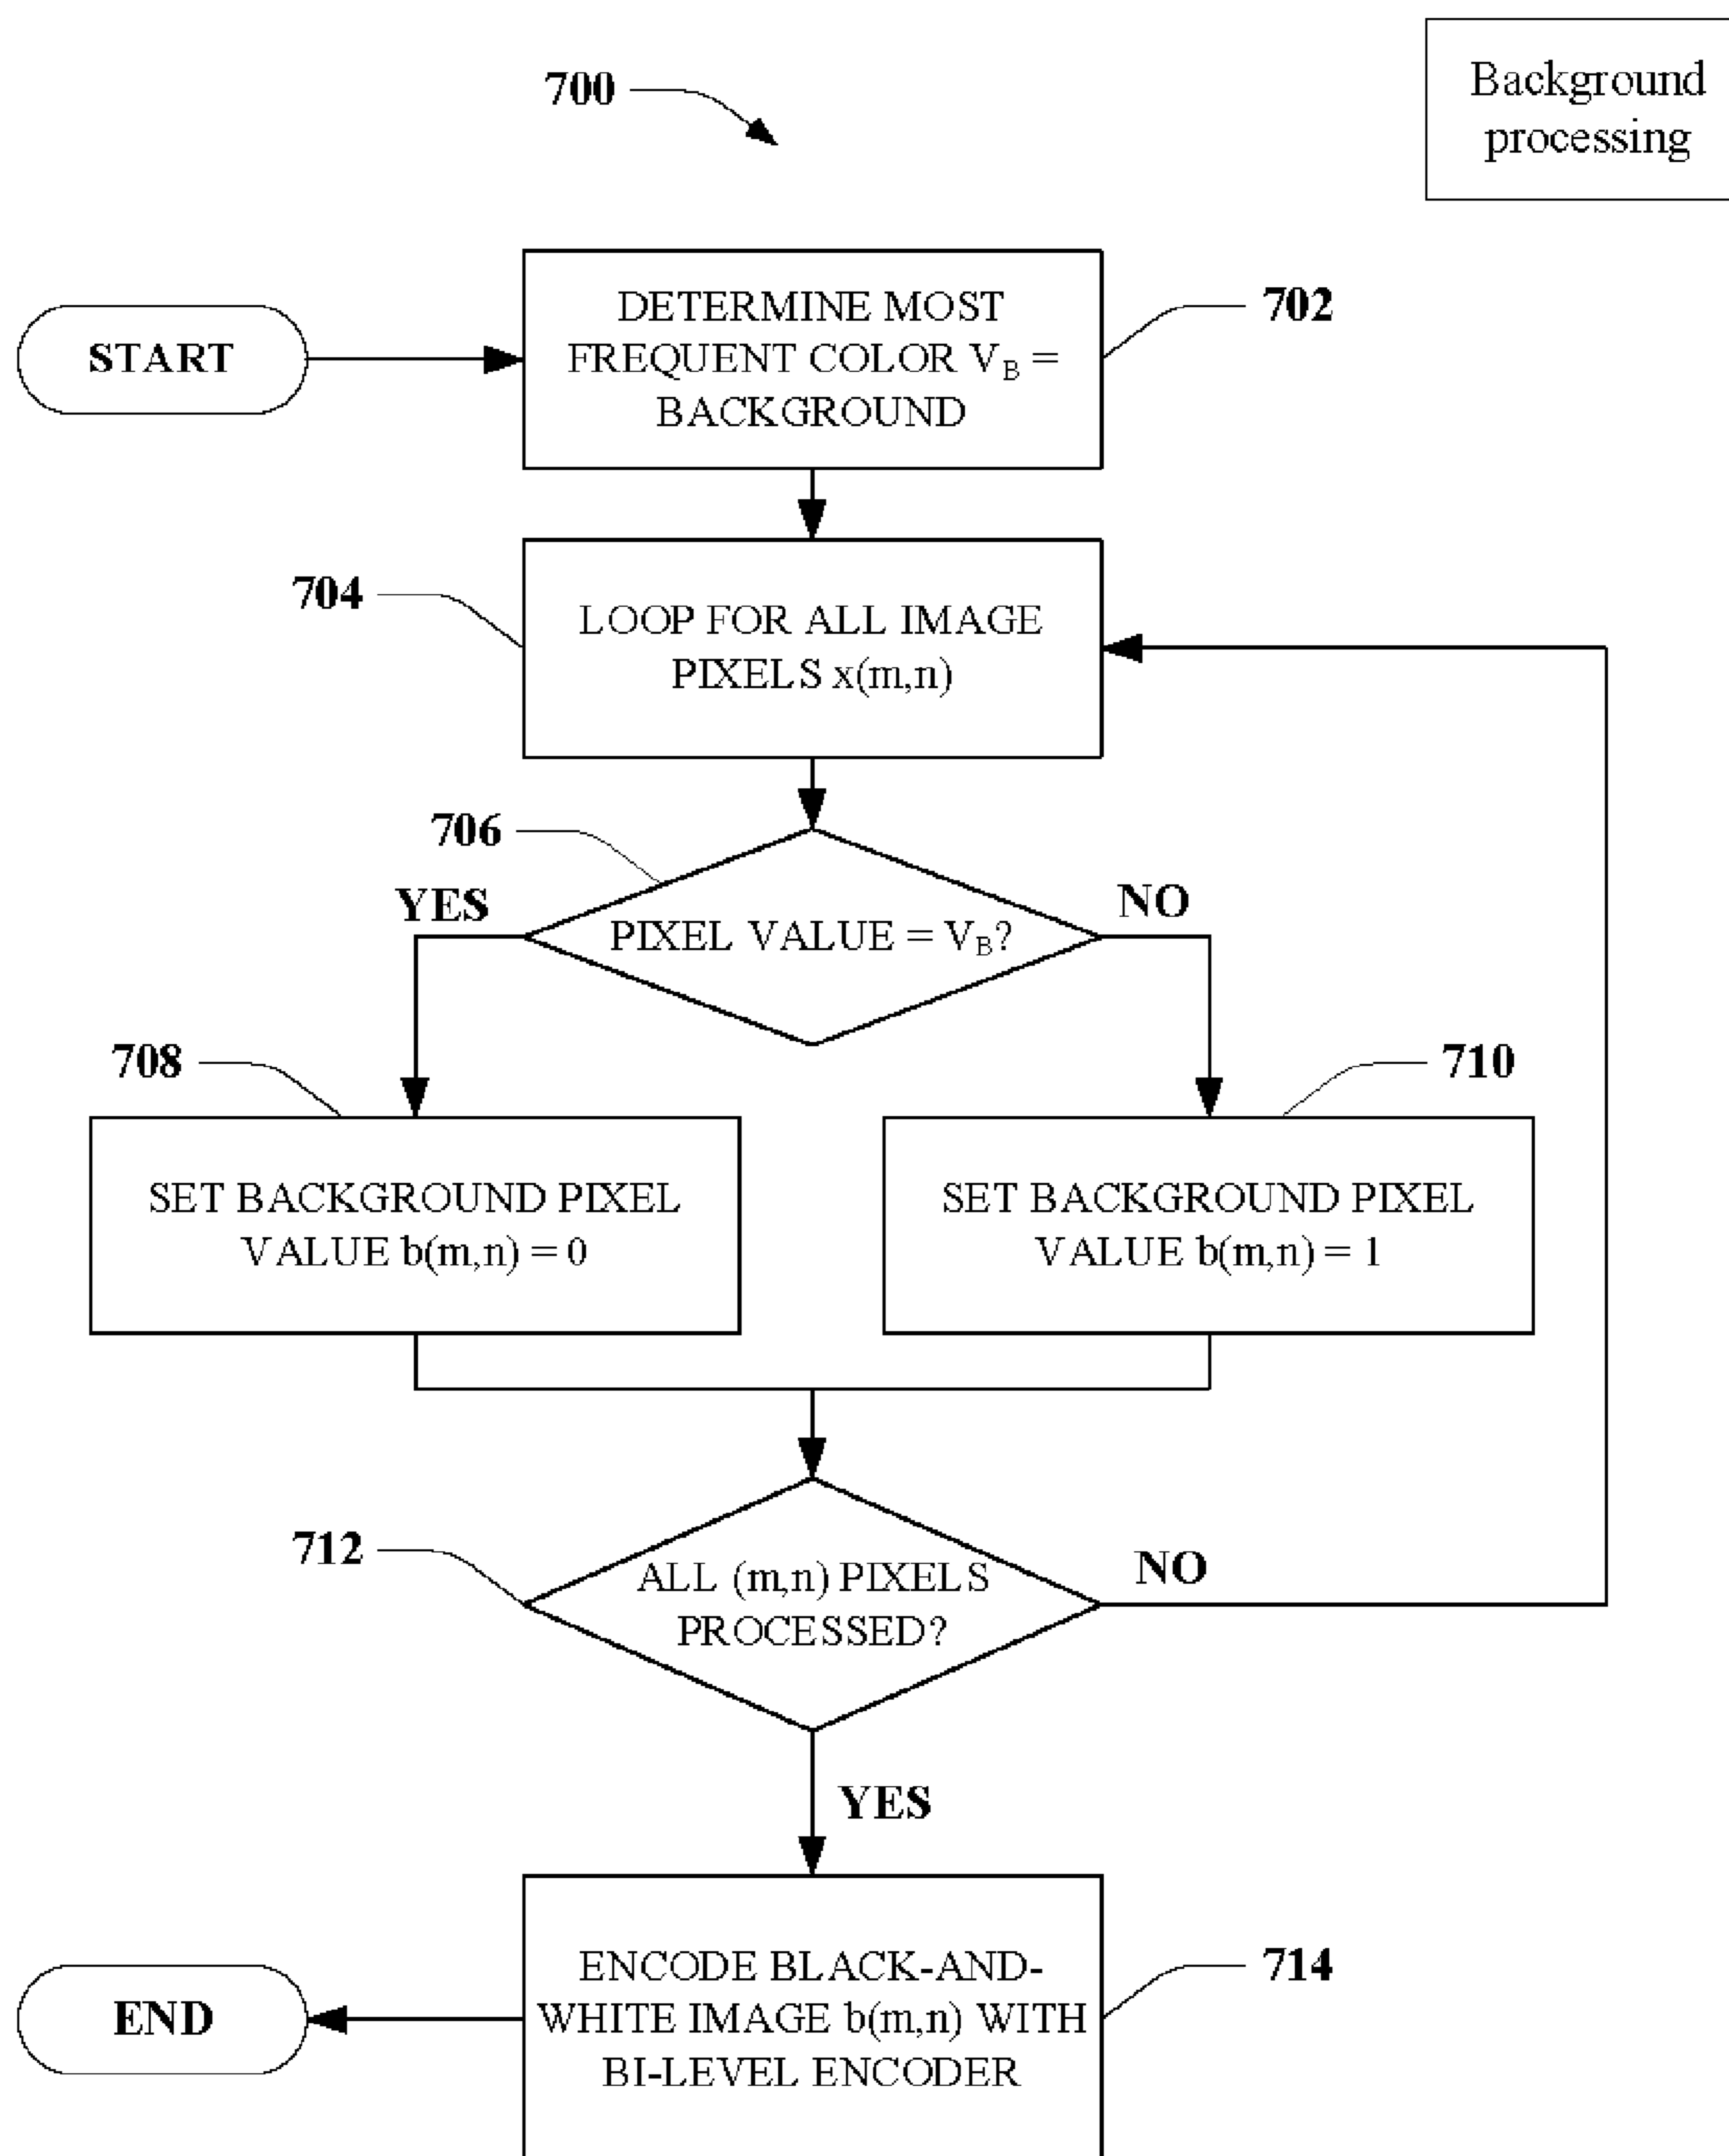 700
Background
processing
START
DETERMINE MOST
FREQUENT COLOR V_B =
BACKGROUND
702
704
LOOP FOR ALL IMAGE
PIXELS x(m,n)
706
YES
NO
PIXEL VALUE = V_B?
708
710
SET BACKGROUND PIXEL
VALUE b(m,n) = 0
SET BACKGROUND PIXEL
VALUE b(m,n) = 1
712
ALL (m,n) PIXELS
PROCESSED?
NO
YES
ENCODE BLACK-AND-
WHITE IMAGE b(m,n) WITH
BI-LEVEL ENCODER
714
END